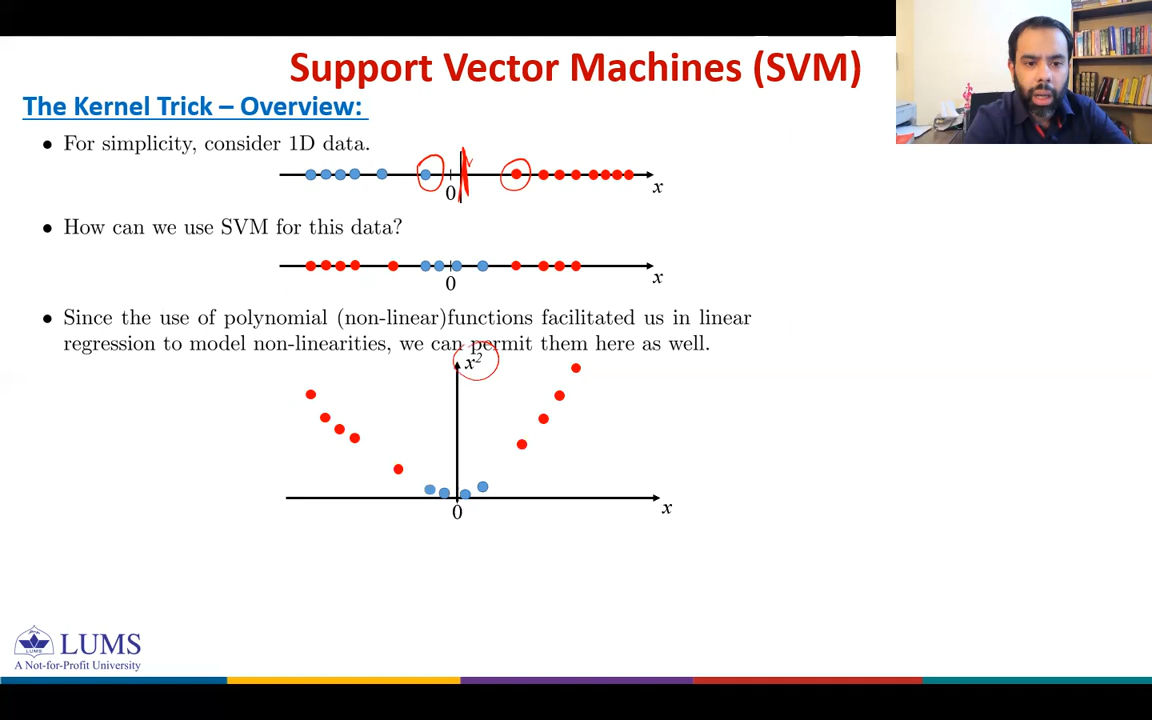 Support Vector Machines (SVM)
The Kernel Trick – Overview:
• For simplicity, consider 1D data.
0
x
• How can we use SVM for this data?
0
x
• Since the use of polynomial (non-linear)functions facilitated us in linear
regression to model non-linearities, we can permit them here as well.
x²
0
x
LUMS
LUMS
A Not-for-Profit University